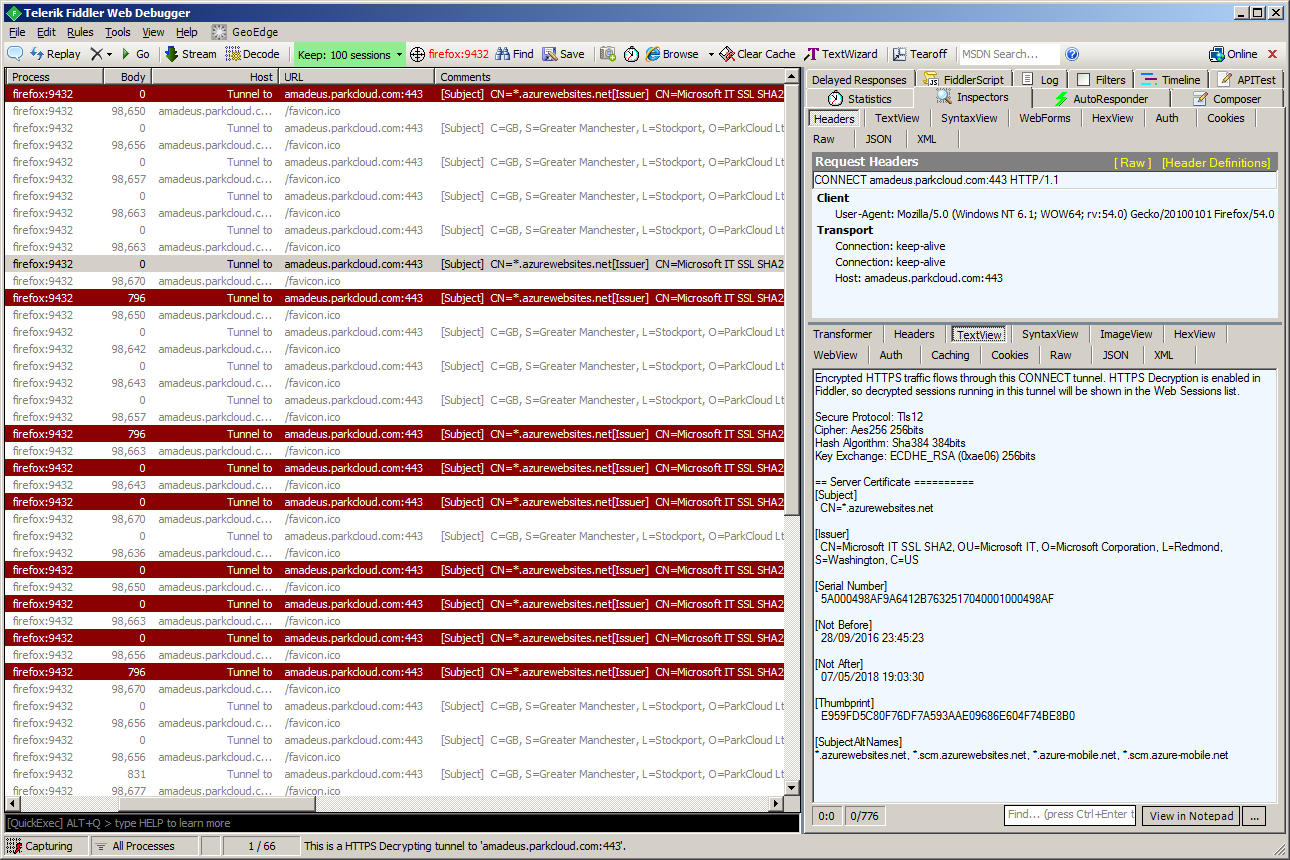 Telerik Fiddler Web Debugger
File Edit Rules Tools View Help GeoEdge
Replay Go Stream Decode Keep: 100 sessions firefox:9432 Find Save Browse Clear Cache TextWizard Tearoff MSDN Search... Online
Process Body Host URL Comments
firefox:9432 0 Tunnel to amadeus.parkcloud.com:443 [Subject] CN=*.azurewebsites.net[Issuer] CN=Microsoft IT SSL SHA2
firefox:9432 98,650 amadeus.parkcloud.c... /favicon.ico
firefox:9432 0 Tunnel to amadeus.parkcloud.com:443 [Subject] C=GB, S=Greater Manchester, L=Stockport, O=ParkCloud Lt
firefox:9432 98,656 amadeus.parkcloud.c... /favicon.ico
firefox:9432 0 Tunnel to amadeus.parkcloud.com:443 [Subject] C=GB, S=Greater Manchester, L=Stockport, O=ParkCloud Lt
firefox:9432 98,657 amadeus.parkcloud.c... /favicon.ico
firefox:9432 0 Tunnel to amadeus.parkcloud.com:443 [Subject] C=GB, S=Greater Manchester, L=Stockport, O=ParkCloud Lt
firefox:9432 98,663 amadeus.parkcloud.c... /favicon.ico
firefox:9432 0 Tunnel to amadeus.parkcloud.com:443 [Subject] C=GB, S=Greater Manchester, L=Stockport, O=ParkCloud Lt
firefox:9432 98,663 amadeus.parkcloud.c... /favicon.ico
firefox:9432 0 Tunnel to amadeus.parkcloud.com:443 [Subject] CN=*.azurewebsites.net[Issuer] CN=Microsoft IT SSL SHA2
firefox:9432 98,670 amadeus.parkcloud.c... /favicon.ico
firefox:9432 796 Tunnel to amadeus.parkcloud.com:443 [Subject] CN=*.azurewebsites.net[Issuer] CN=Microsoft IT SSL SHA2
firefox:9432 98,650 amadeus.parkcloud.c... /favicon.ico
firefox:9432 0 Tunnel to amadeus.parkcloud.com:443 [Subject] C=GB, S=Greater Manchester, L=Stockport, O=ParkCloud Lt
firefox:9432 98,642 amadeus.parkcloud.c... /favicon.ico
firefox:9432 0 Tunnel to amadeus.parkcloud.com:443 [Subject] C=GB, S=Greater Manchester, L=Stockport, O=ParkCloud Lt
firefox:9432 98,643 amadeus.parkcloud.c... /favicon.ico
firefox:9432 0 Tunnel to amadeus.parkcloud.com:443 [Subject] C=GB, S=Greater Manchester, L=Stockport, O=ParkCloud Lt
firefox:9432 98,657 amadeus.parkcloud.c... /favicon.ico
firefox:9432 796 Tunnel to amadeus.parkcloud.com:443 [Subject] CN=*.azurewebsites.net[Issuer] CN=Microsoft IT SSL SHA2
firefox:9432 98,663 amadeus.parkcloud.c... /favicon.ico
firefox:9432 0 Tunnel to amadeus.parkcloud.com:443 [Subject] CN=*.azurewebsites.net[Issuer] CN=Microsoft IT SSL SHA2
firefox:9432 98,643 amadeus.parkcloud.c... /favicon.ico
firefox:9432 0 Tunnel to amadeus.parkcloud.com:443 [Subject] CN=*.azurewebsites.net[Issuer] CN=Microsoft IT SSL SHA2
firefox:9432 98,670 amadeus.parkcloud.c... /favicon.ico
firefox:9432 0 Tunnel to amadeus.parkcloud.com:443 [Subject] C=GB, S=Greater Manchester, L=Stockport, O=ParkCloud Lt
firefox:9432 98,636 amadeus.parkcloud.c... /favicon.ico
firefox:9432 0 Tunnel to amadeus.parkcloud.com:443 [Subject] CN=*.azurewebsites.net[Issuer] CN=Microsoft IT SSL SHA2
firefox:9432 98,650 amadeus.parkcloud.c... /favicon.ico
firefox:9432 0 Tunnel to amadeus.parkcloud.com:443 [Subject] CN=*.azurewebsites.net[Issuer] CN=Microsoft IT SSL SHA2
firefox:9432 98,663 amadeus.parkcloud.c... /favicon.ico
firefox:9432 0 Tunnel to amadeus.parkcloud.com:443 [Subject] CN=*.azurewebsites.net[Issuer] CN=Microsoft IT SSL SHA2
firefox:9432 98,656 amadeus.parkcloud.c... /favicon.ico
firefox:9432 796 Tunnel to amadeus.parkcloud.com:443 [Subject] CN=*.azurewebsites.net[Issuer] CN=Microsoft IT SSL SHA2
firefox:9432 98,670 amadeus.parkcloud.c... /favicon.ico
firefox:9432 0 Tunnel to amadeus.parkcloud.com:443 [Subject] C=GB, S=Greater Manchester, L=Stockport, O=ParkCloud Lt
firefox:9432 98,656 amadeus.parkcloud.c... /favicon.ico
firefox:9432 0 Tunnel to amadeus.parkcloud.com:443 [Subject] C=GB, S=Greater Manchester, L=Stockport, O=ParkCloud Lt
firefox:9432 98,656 amadeus.parkcloud.c... /favicon.ico
firefox:9432 831 Tunnel to amadeus.parkcloud.com:443 [Subject] C=GB, S=Greater Manchester, L=Stockport, O=ParkCloud Lt
firefox:9432 98,677 amadeus.parkcloud.c... /favicon.ico
[QuickExec] ALT+Q > type HELP to learn more
Delayed Responses FiddlerScript Log Filters Timeline APITest
Statistics Inspectors AutoResponder Composer
Headers TextView SyntaxView WebForms HexView Auth Cookies
Raw JSON XML
Request Headers [ Raw ] [Header Definitions]
CONNECT amadeus.parkcloud.com:443 HTTP/1.1
Client
User-Agent: Mozilla/5.0 (Windows NT 6.1; WOW64; rv:54.0) Gecko/20100101 Firefox/54.0
Transport
Connection: keep-alive
Connection: keep-alive
Host: amadeus.parkcloud.com:443
Transformer Headers TextView SyntaxView ImageView HexView
WebView Auth Caching Cookies Raw JSON XML
Encrypted HTTPS traffic flows through this CONNECT tunnel. HTTPS Decryption is enabled in
Fiddler, so decrypted sessions running in this tunnel will be shown in the Web Sessions list.
Secure Protocol: Tls12
Cipher: Aes256 256bits
Hash Algorithm: Sha384 384bits
Key Exchange: ECDHE_RSA (0xae06) 256bits
== Server Certificate ==========
[Subject]
CN=*.azurewebsites.net
[Issuer]
CN=Microsoft IT SSL SHA2, OU=Microsoft IT, O=Microsoft Corporation, L=Redmond,
S=Washington, C=US
[Serial Number]
5A000498AF9A6412B7632517040001000498AF
[Not Before]
28/09/2016 23:45:23
[Not After]
07/05/2018 19:03:30
[Thumbprint]
E959FD5C80F76DF7A593AAE09686E604F74BE8B0
[SubjectAltNames]
*.azurewebsites.net, *.scm.azurewebsites.net, *.azure-mobile.net, *.scm.azure-mobile.net
0:0 0/776 Find... (press Ctrl+Enter t View in Notepad ...
Capturing All Processes 1 / 66 This is a HTTPS Decrypting tunnel to 'amadeus.parkcloud.com:443'.